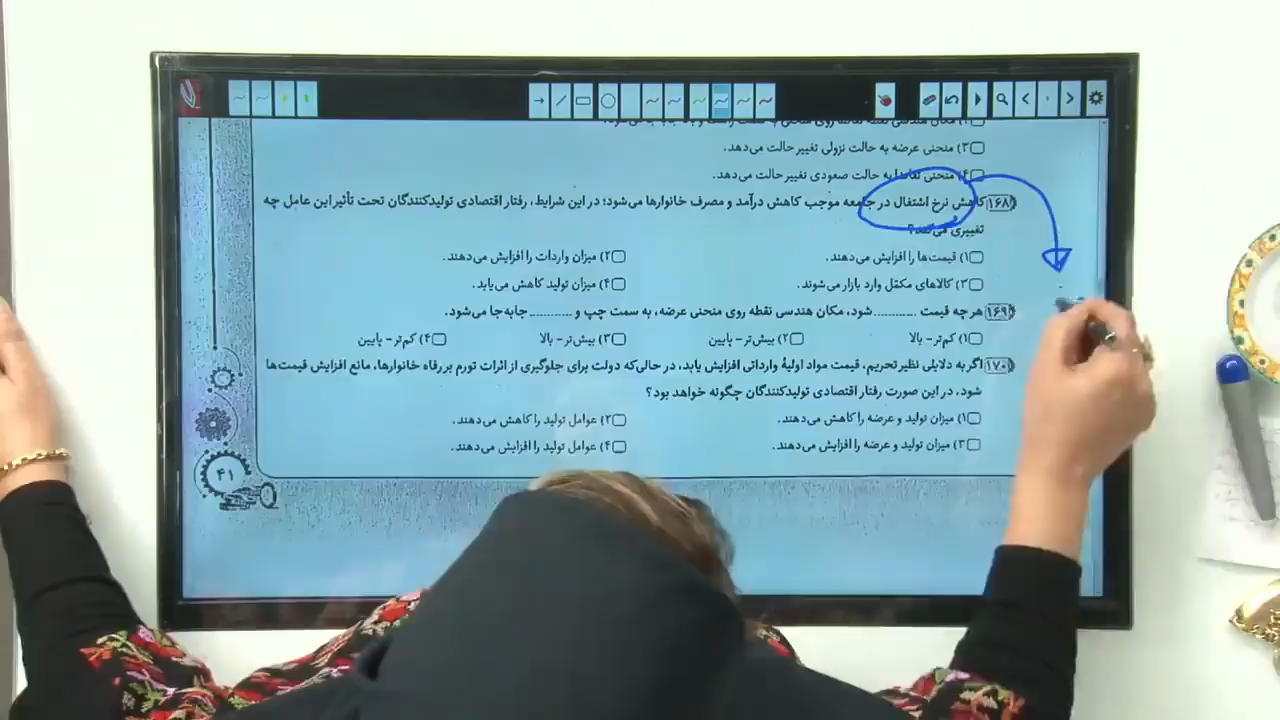 ۳) منحنی عرضه به حالت نزولی تغییر حالت می‌دهد.
۴) منحنی تقاضا به حالت صعودی تغییر حالت می‌دهد.
۱۶۸ کاهش نرخ اشتغال در جامعه موجب کاهش درآمد و مصرف خانوارها می‌شود؛ در این شرایط، رفتار اقتصادی تولیدکنندگان تحت تأثیر این عامل چه
تغییری می‌کند؟
۱) قیمت‌ها را افزایش می‌دهند. ۲) میزان واردات را افزایش می‌دهند.
۳) کالاهای مکمّل وارد بازار می‌شوند. ۴) میزان تولید کاهش می‌یابد.
۱۶۹ هر چه قیمت .......... شود، مکان هندسی نقطه روی منحنی عرضه، به سمت چپ و .......... جابه‌جا می‌شود.
۱) کم‌تر - بالا ۲) بیش‌تر - پایین ۳) بیش‌تر - بالا ۴) کم‌تر - پایین
۱۷۰ اگر به دلایلی نظیر تحریم، قیمت مواد اولیۀ وارداتی افزایش یابد، در حالی‌که دولت برای جلوگیری از اثرات تورم بر رفاه خانوارها، مانع افزایش قیمت‌ها
شود، در این صورت رفتار اقتصادی تولیدکنندگان چگونه خواهد بود؟
۱) میزان تولید و عرضه را کاهش می‌دهند. ۲) عوامل تولید را کاهش می‌دهند.
۳) میزان تولید و عرضه را افزایش می‌دهند. ۴) عوامل تولید را افزایش می‌دهند.
۴۱